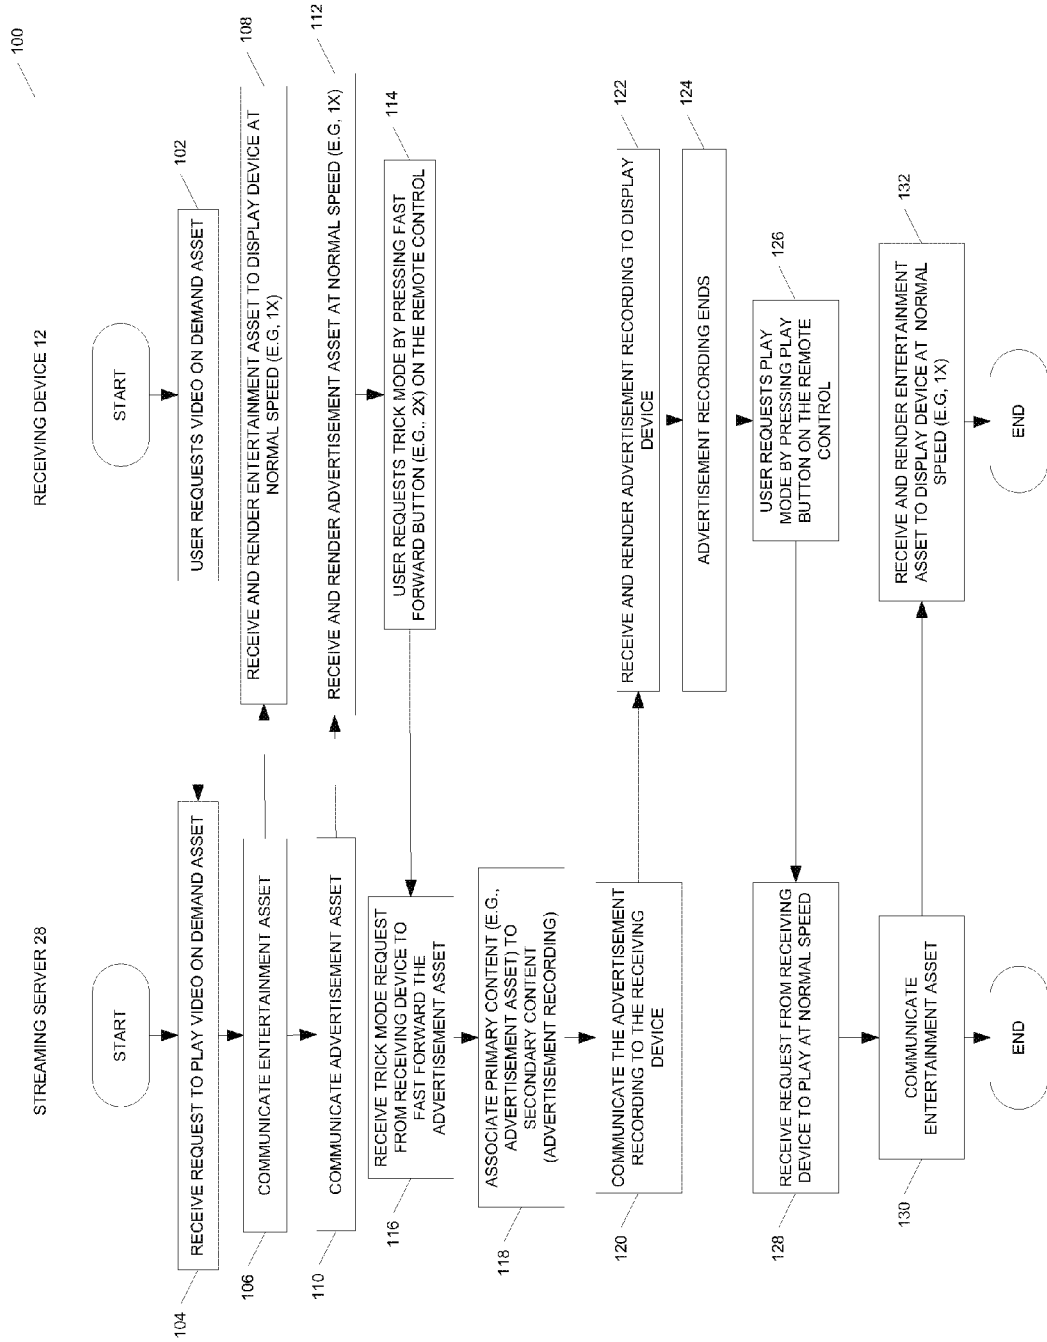 100
STREAMING SERVER 28
RECEIVING DEVICE 12
START
START
USER REQUESTS VIDEO ON DEMAND ASSET
102
RECEIVE REQUEST TO PLAY VIDEO ON DEMAND ASSET
104
COMMUNICATE ENTERTAINMENT ASSET
106
RECEIVE AND RENDER ENTERTAINMENT ASSET TO DISPLAY DEVICE AT
NORMAL SPEED (E.G, 1X)
108
COMMUNICATE ADVERTISEMENT ASSET
110
RECEIVE AND RENDER ADVERTISEMENT ASSET AT NORMAL SPEED (E.G, 1X)
112
USER REQUESTS TRICK MODE BY PRESSING FAST
FORWARD BUTTON (E.G., 2X) ON THE REMOTE CONTROL
114
RECEIVE TRICK MODE REQUEST
FROM RECEIVING DEVICE TO
FAST FORWARD THE
ADVERTISEMENT ASSET
116
ASSOCIATE PRIMARY CONTENT (E.G.,
ADVERTISEMENT ASSET) TO
SECONDARY CONTENT
(ADVERTISEMENT RECORDING)
118
COMMUNICATE THE ADVERTISEMENT
RECORDING TO THE RECEIVING
DEVICE
120
RECEIVE AND RENDER ADVERTISEMENT RECORDING TO DISPLAY
DEVICE
122
ADVERTISEMENT RECORDING ENDS
124
USER REQUESTS PLAY
MODE BY PRESSING PLAY
BUTTON ON THE REMOTE
CONTROL
126
RECEIVE REQUEST FROM RECEIVING
DEVICE TO PLAY AT NORMAL SPEED
128
COMMUNICATE
ENTERTAINMENT ASSET
130
RECEIVE AND RENDER ENTERTAINMENT
ASSET TO DISPLAY DEVICE AT NORMAL
SPEED (E.G, 1X)
132
END
END